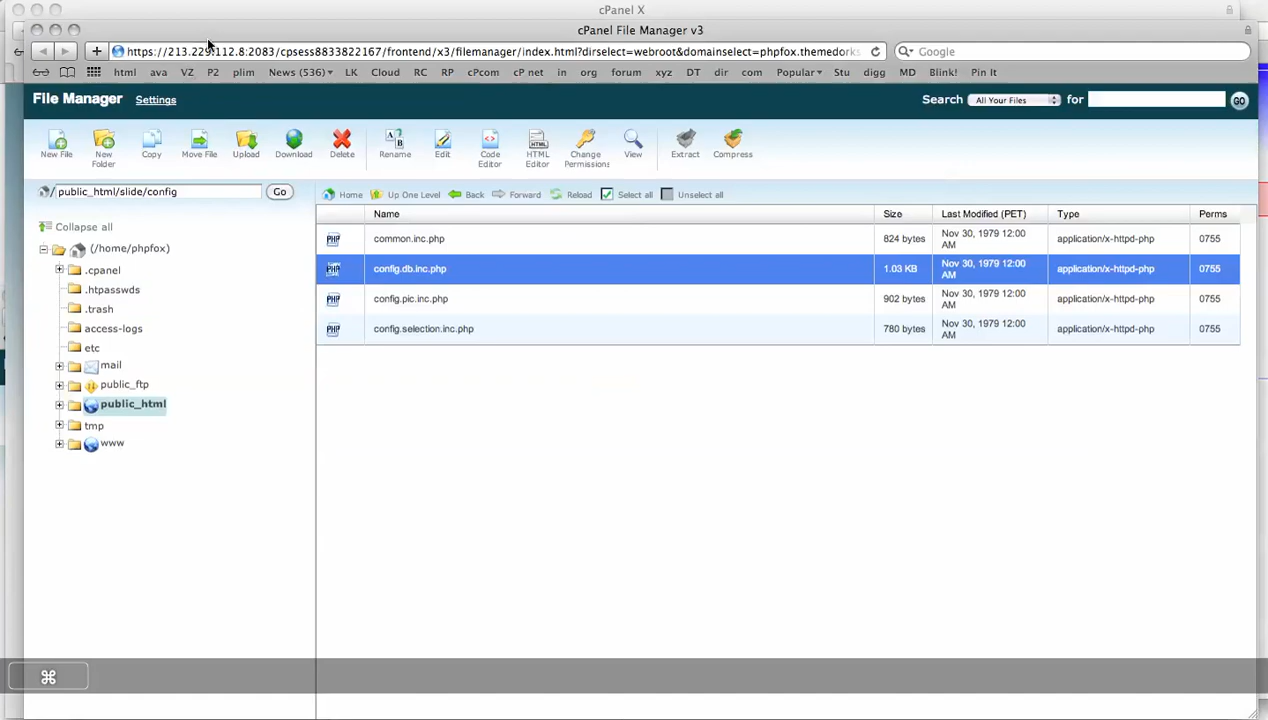 cPanel X
cPanel File Manager v3
https://213.229.112.8:2083/cpsess8833822167/frontend/x3/filemanager/index.html?dirselect=webroot&domainselect=phpfox.themedork
Google
html ava VZ P2 plim News (536) LK Cloud RC RP cPcom cP net in org forum xyz DT dir com Popular Stu digg MD Blink! Pin It
File Manager Settings
Search All Your Files for GO
New File
New Folder
Copy
Move File
Upload
Download
Delete
Rename
Edit
Code Editor
HTML Editor
Change Permissions
View
Extract
Compress
/ public_html/slide/config Go
Home Up One Level Back Forward Reload Select all Unselect all
Collapse all
(/home/phpfox)
.cpanel
.htpasswds
.trash
access-logs
etc
mail
public_ftp
public_html
tmp
www
Name Size Last Modified (PET) Type Perms
PHP common.inc.php 824 bytes Nov 30, 1979 12:00 AM application/x-httpd-php 0755
PHP config.db.inc.php 1.03 KB Nov 30, 1979 12:00 AM application/x-httpd-php 0755
PHP config.pic.inc.php 902 bytes Nov 30, 1979 12:00 AM application/x-httpd-php 0755
PHP config.selection.inc.php 780 bytes Nov 30, 1979 12:00 AM application/x-httpd-php 0755
⌘